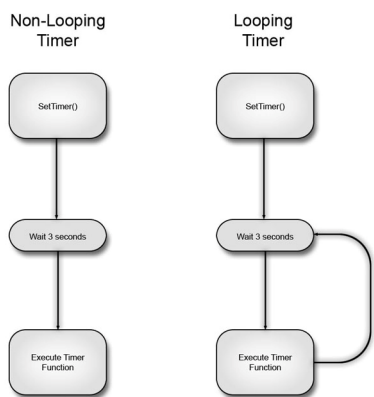 Non-Looping
Timer
SetTimer()
Wait 3 seconds
Execute Timer
Function
Looping
Timer
SetTimer()
Wait 3 seconds
Execute Timer
Function